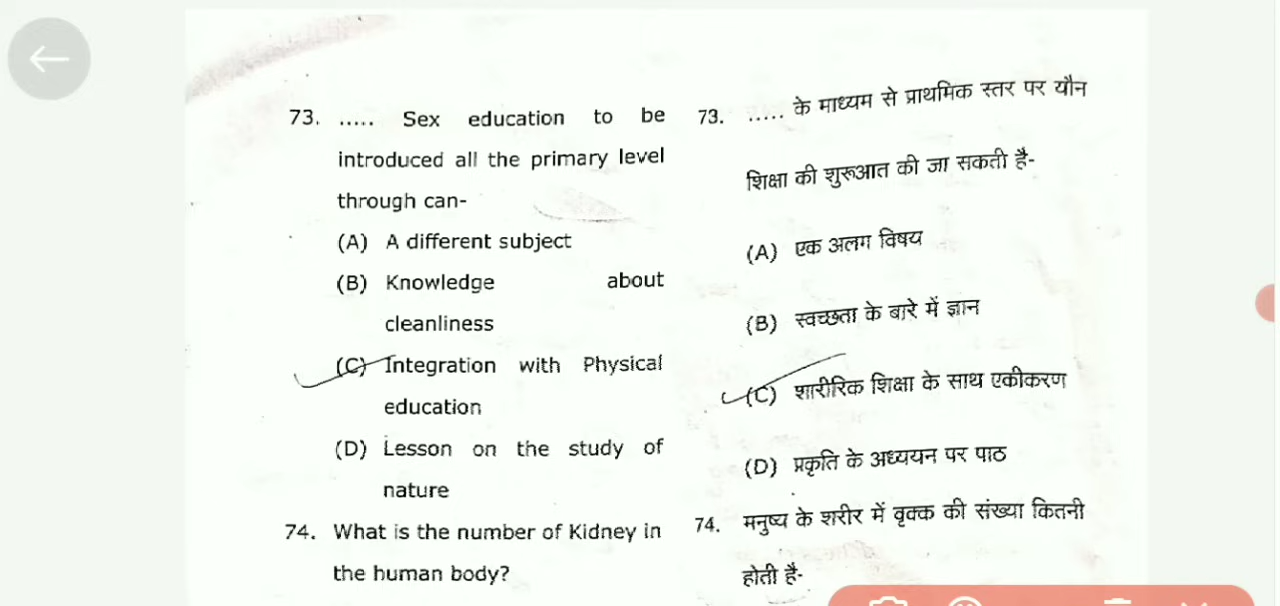 73. ..... Sex education to be
introduced all the primary level
through can-
(A) A different subject
(B) Knowledge about
cleanliness
(C) Integration with Physical
education
(D) Lesson on the study of
nature
74. What is the number of Kidney in
the human body?
73. ..... के माध्यम से प्राथमिक स्तर पर यौन
शिक्षा की शुरूआत की जा सकती है-
(A) एक अलग विषय
(B) स्वच्छता के बारे में ज्ञान
(C) शारीरिक शिक्षा के साथ एकीकरण
(D) प्रकृति के अध्ययन पर पाठ
74. मनुष्य के शरीर में वृक्क की संख्या कितनी
होती है-